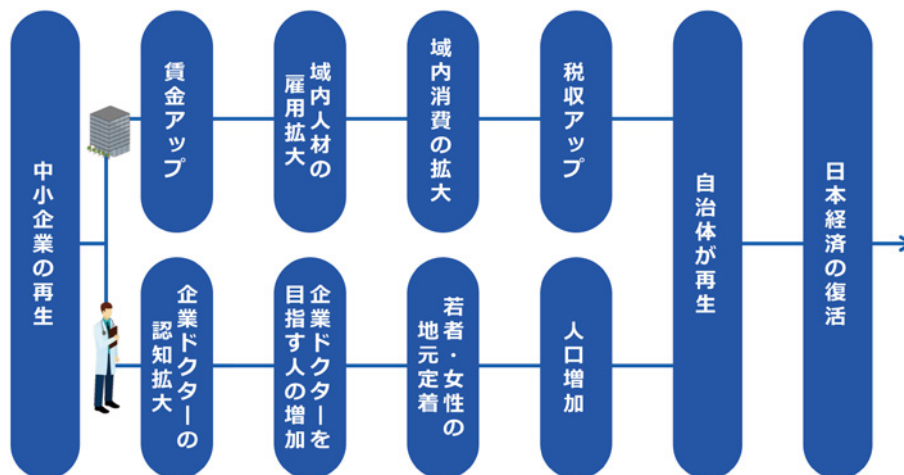 中小企業の再生
賃金アップ
域内人材の
雇用拡大
域内消費の拡大
税収アップ
企業ドクターの
認知拡大
企業ドクターを
目指す人の増加
若者・女性の
地元定着
人口増加
自治体が再生
日本経済の復活